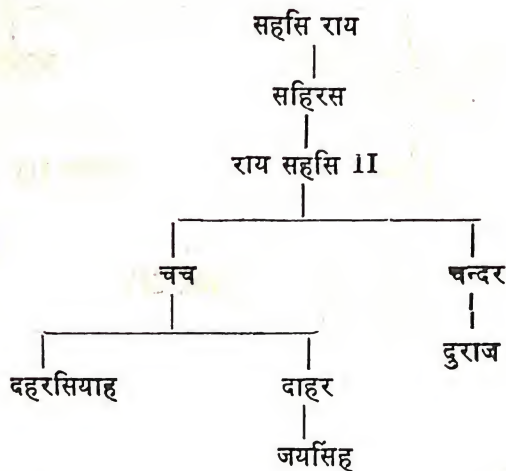 सहसि राय
सहिरस
राय सहसि II
चच चन्दर
दुराज
दहरसियाह दाहर
जयसिंह